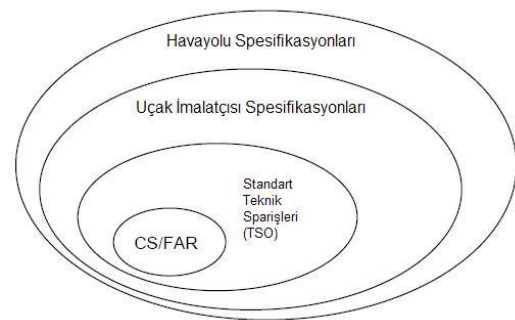 Havayolu Spesifikasyonları
Uçak İmalatçısı Spesifikasyonları
Standart
Teknik
Sparişleri
(TSO)
CS/FAR